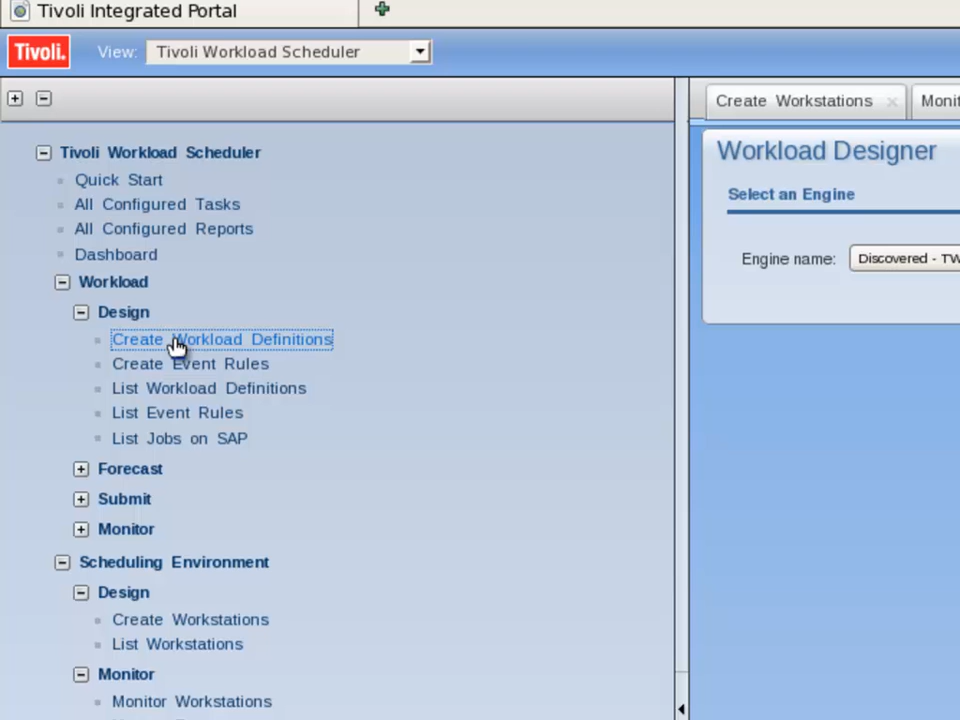 Tivoli Integrated Portal
Tivoli. View: Tivoli Workload Scheduler
Tivoli Workload Scheduler
Quick Start
All Configured Tasks
All Configured Reports
Dashboard
Workload
Design
Create Workload Definitions
Create Event Rules
List Workload Definitions
List Event Rules
List Jobs on SAP
Forecast
Submit
Monitor
Scheduling Environment
Design
Create Workstations
List Workstations
Monitor
Monitor Workstations
Create Workstations Monit
Workload Designer
Select an Engine
Engine name: Discovered - TW